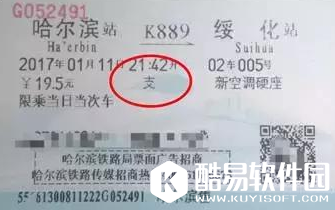 G052491
哈尔滨站 K889 绥化站
Ha'erbin Suihua
2017年01月11日21:42开 02车005号
￥19.5元 支 新空调硬座
限乘当日当次车
哈尔滨铁路局票面广告招商
哈尔滨铁路传媒招商热
5561300811222G052491
酷易软件园
WWW.KUYISOFT.COM